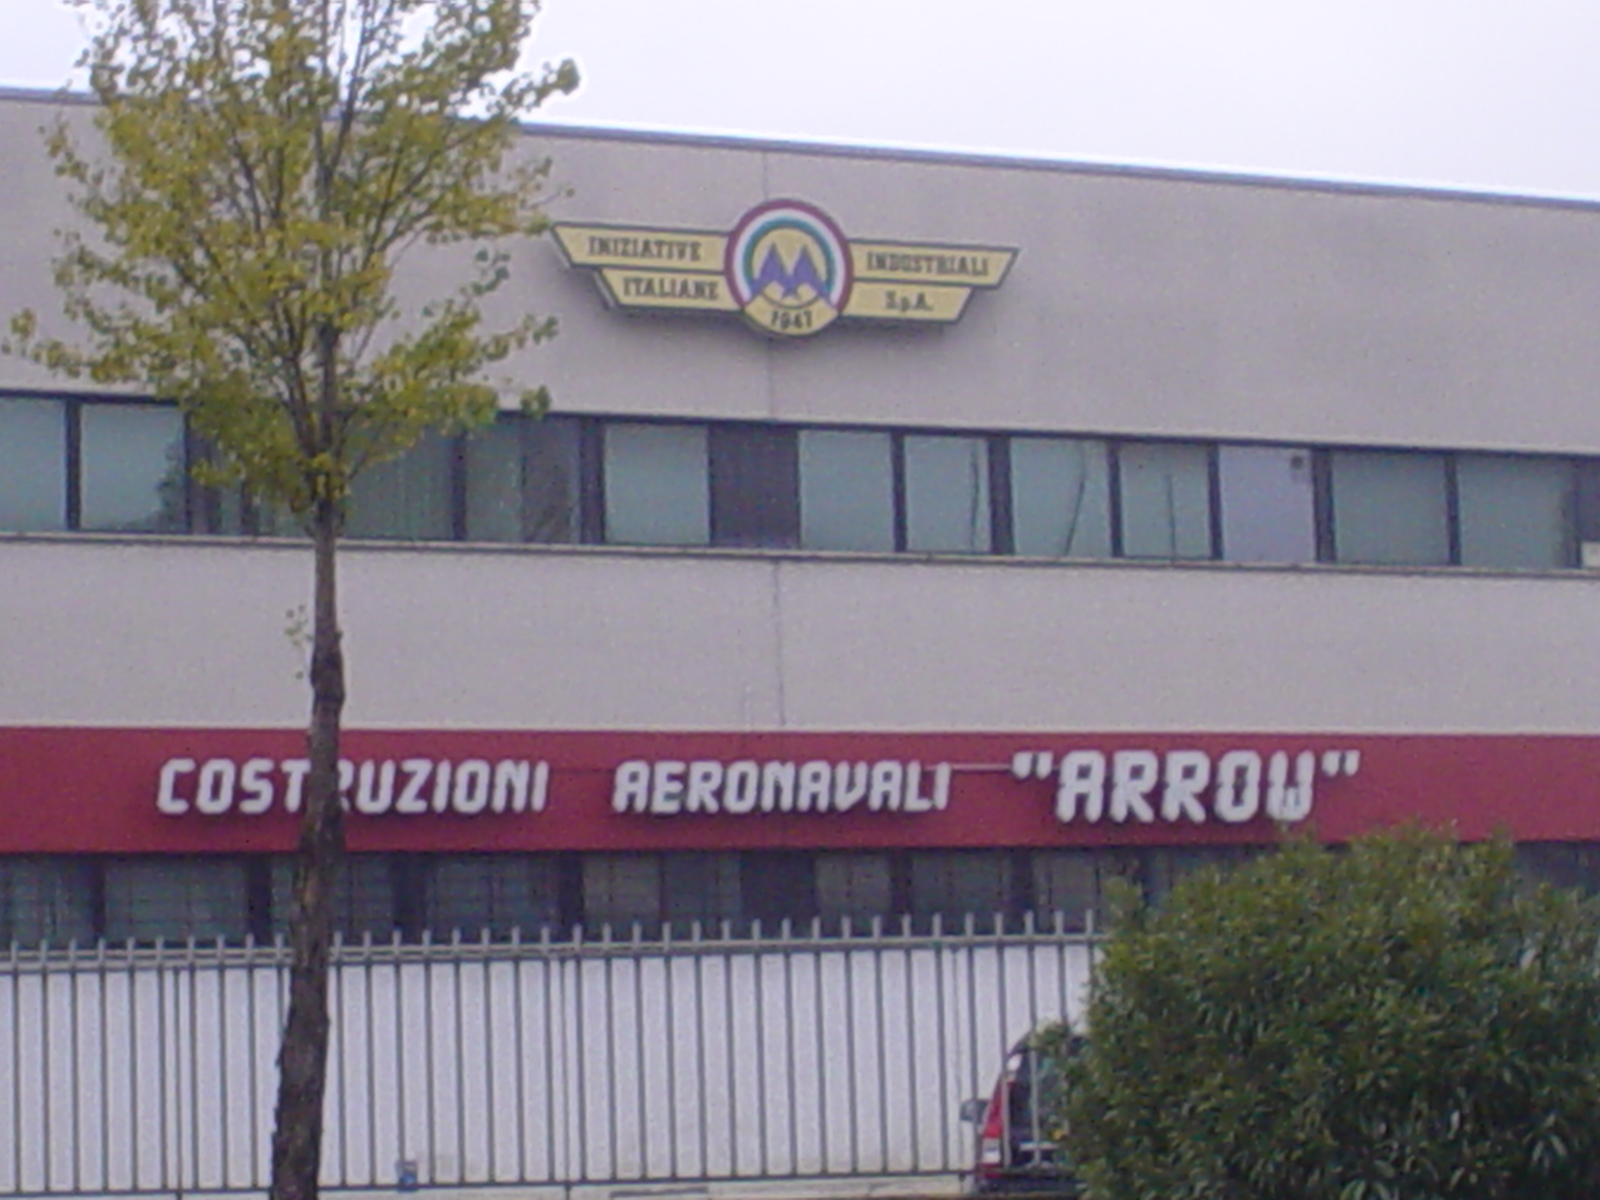 INIZIATIVE INDUSTRIALI
ITALIANE S.p.A.
1947
COSTRUZIONI AERONAVALI "ARROW"